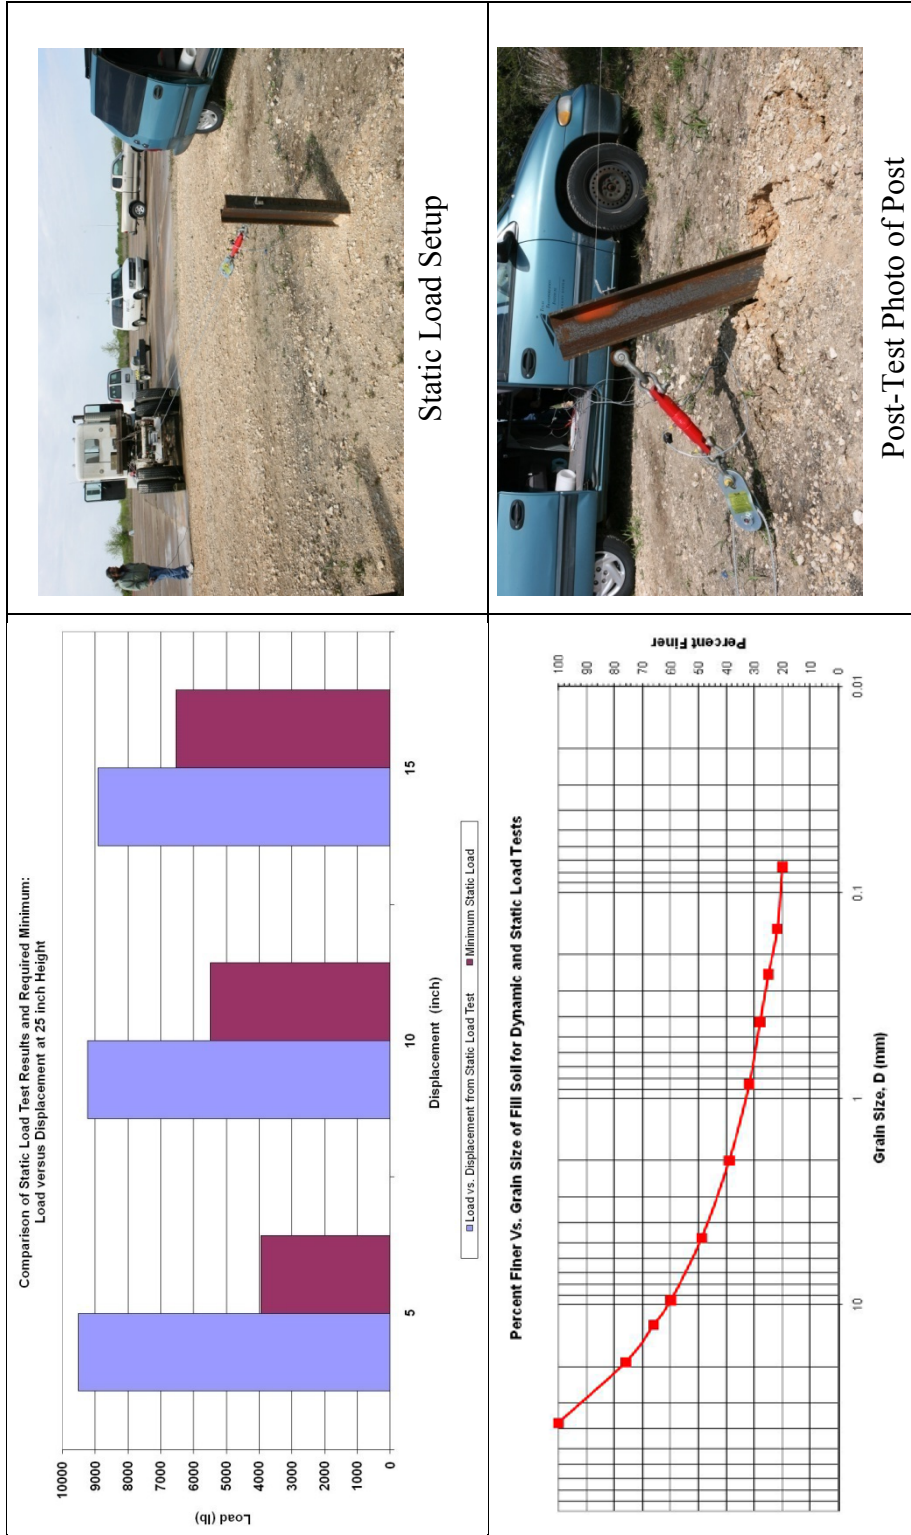 Comparison of Static Load Test Results and Required Minimum:
Load versus Displacement at 25 inch Height
10000
9000
8000
7000
6000
5000
4000
3000
2000
1000
0
Load (lb)
5
10
15
Displacement (inch)
Load vs. Displacement from Static Load Test
Minimum Static Load
Static Load Setup
Percent Finer Vs. Grain Size of Fill Soil for Dynamic and Static Load Tests
100
90
80
70
60
50
40
30
20
10
0
Percent Finer
10
1
0.1
0.01
Grain Size, D (mm)
Post-Test Photo of Post